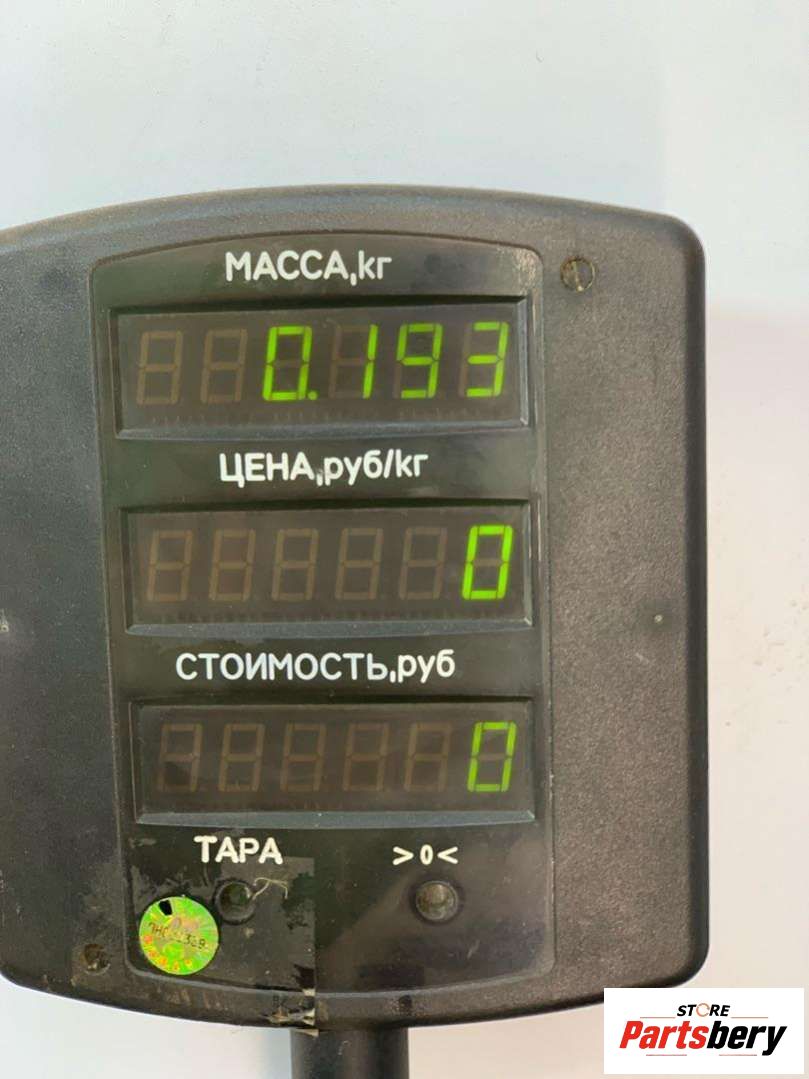 МАССА,кг
0.193
ЦЕНА,руб/кг
0
СТОИМОСТЬ,руб
0
ТАРА >0<
STORE
Partsbery